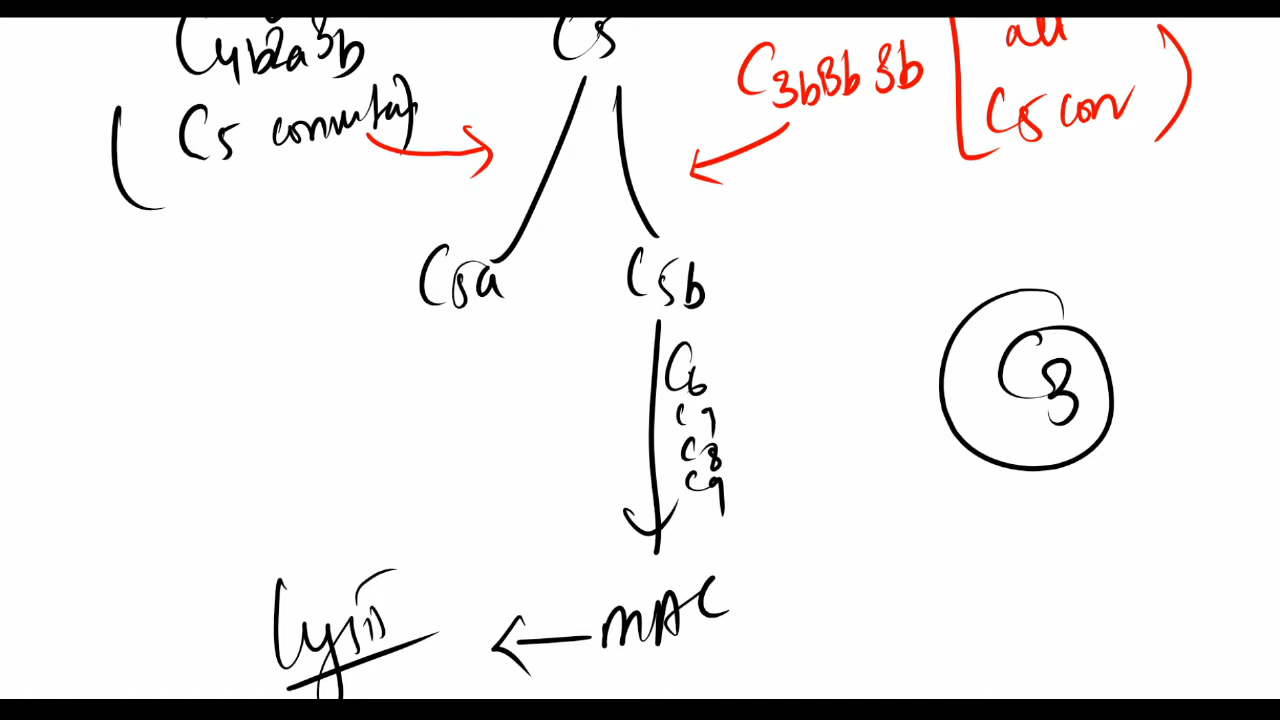 C5
C4b2a3b
C3bBb3b
alt
C5 convertase
C5 con
C5a
C5b
C6
C7
C8
C9
C3
MAC
Lysis